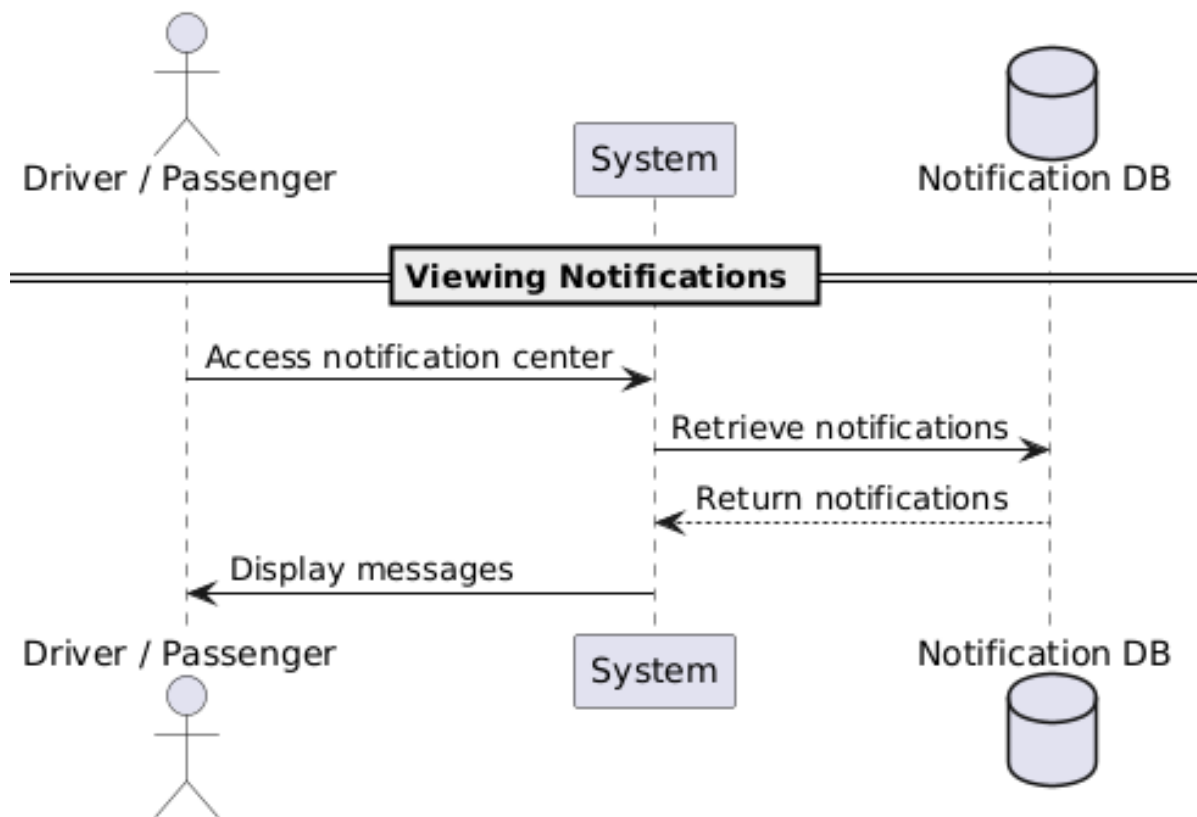 Driver / Passenger
System
Notification DB
Viewing Notifications
Access notification center
Retrieve notifications
Return notifications
Display messages
Driver / Passenger
System
Notification DB